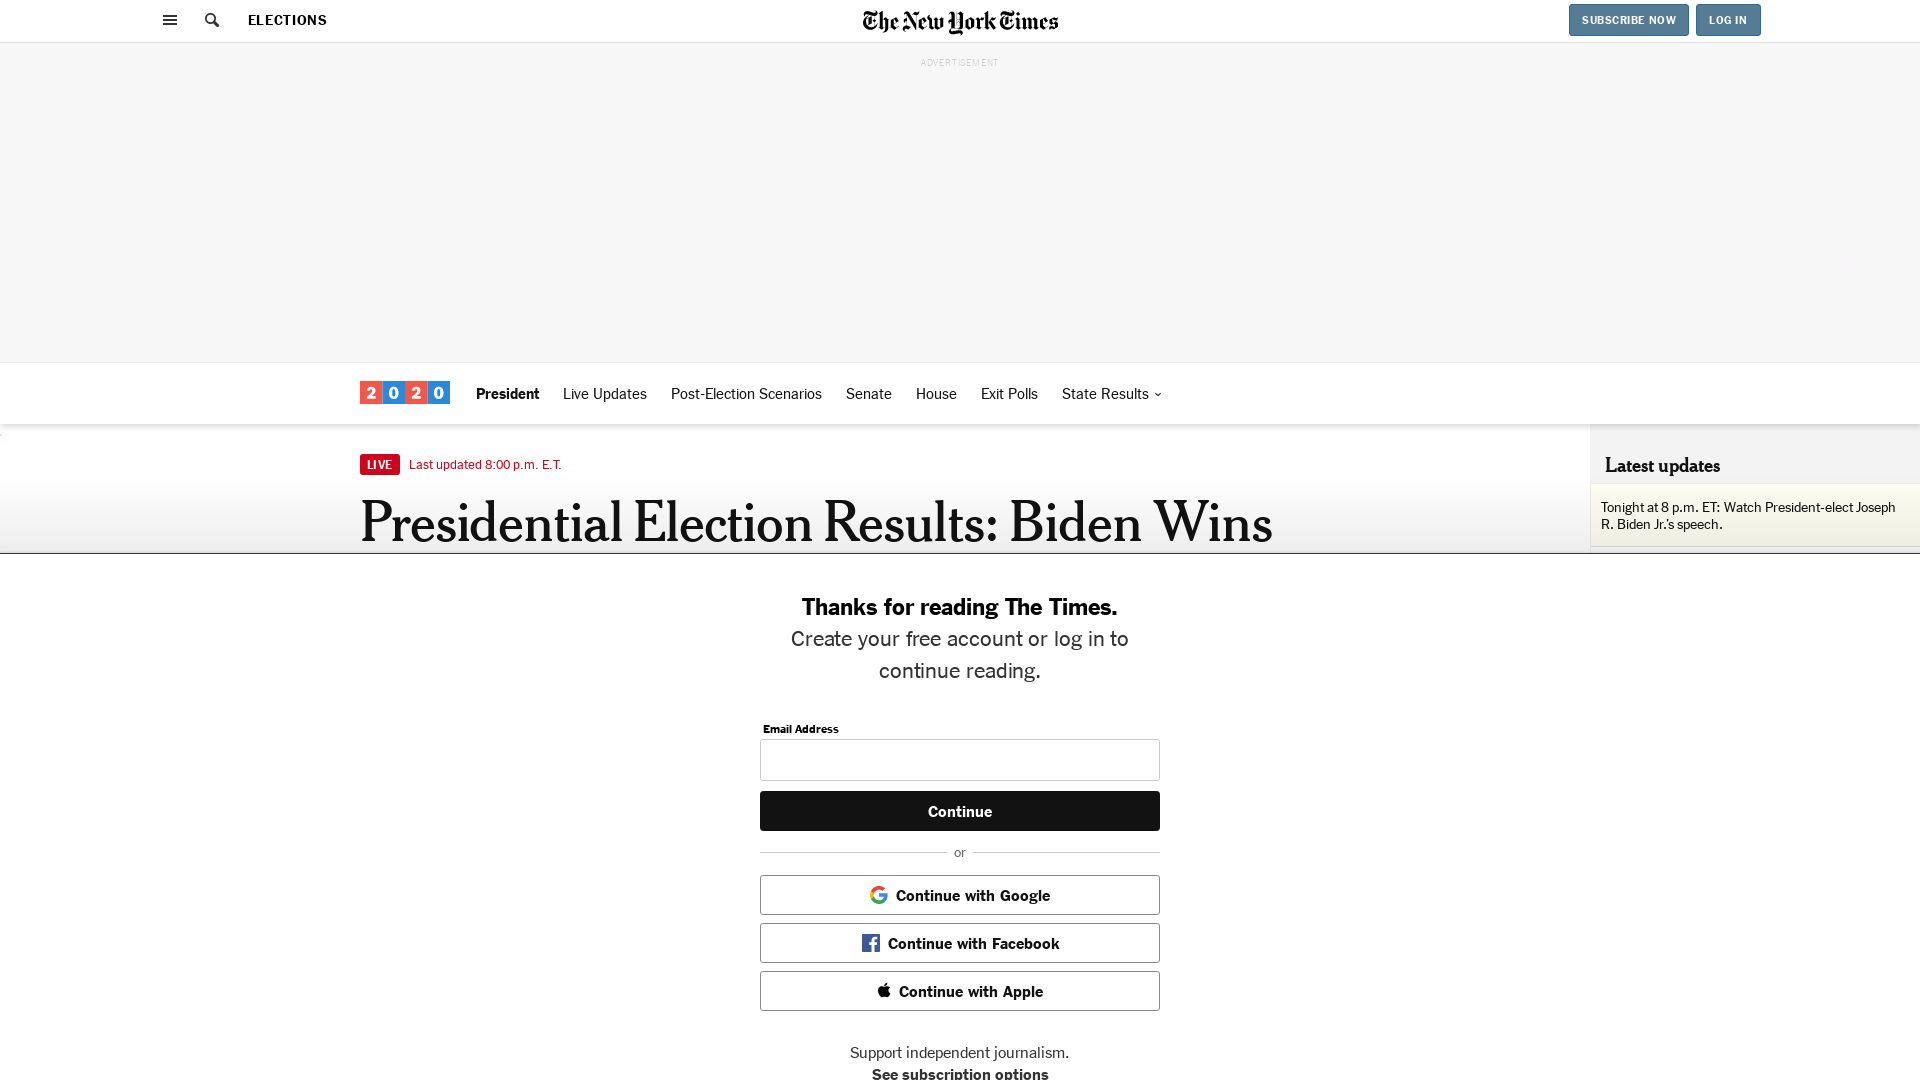 ELECTIONS
The New York Times
SUBSCRIBE NOW
LOG IN
ADVERTISEMENT
2020
President
Live Updates
Post-Election Scenarios
Senate
House
Exit Polls
State Results
LIVE
Last updated 8:00 p.m. E.T.
Presidential Election Results: Biden Wins
Latest updates
Tonight at 8 p.m. ET: Watch President-elect Joseph
R. Biden Jr.'s speech.
Thanks for reading The Times.
Create your free account or log in to
continue reading.
Email Address
Continue
or
Continue with Google
Continue with Facebook
Continue with Apple
Support independent journalism.
See subscription options